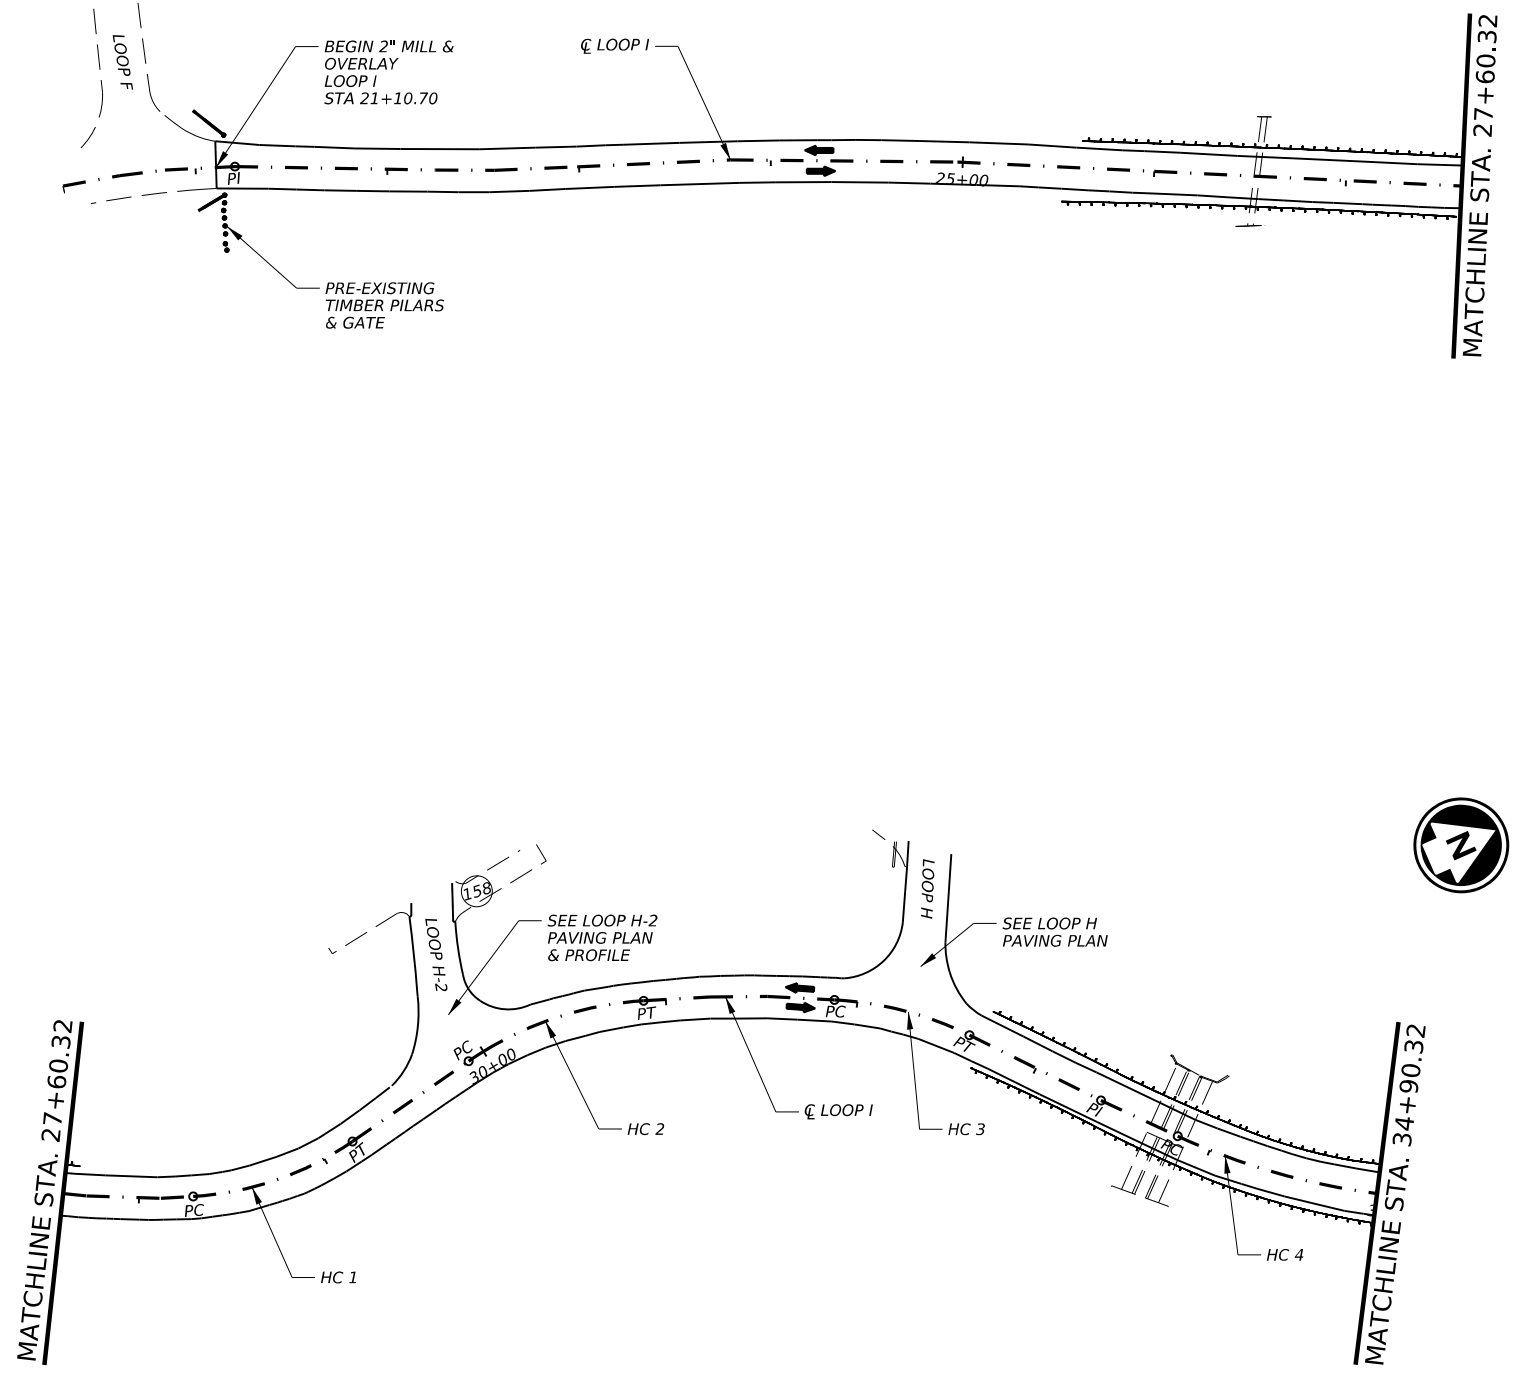 LOOP F
BEGIN 2" MILL &
OVERLAY
LOOP I
STA 21+10.70
℄ LOOP I
MATCHLINE STA. 27+60.32
PI
25+00
PRE-EXISTING
TIMBER PILARS
& GATE
N
158
LOOP H-2
SEE LOOP H-2
PAVING PLAN
& PROFILE
LOOP H
SEE LOOP H
PAVING PLAN
MATCHLINE STA. 27+60.32
PC
HC 1
PT
PC
30+00
HC 2
PT
℄ LOOP I
PC
HC 3
PT
PI
PC
HC 4
MATCHLINE STA. 34+90.32